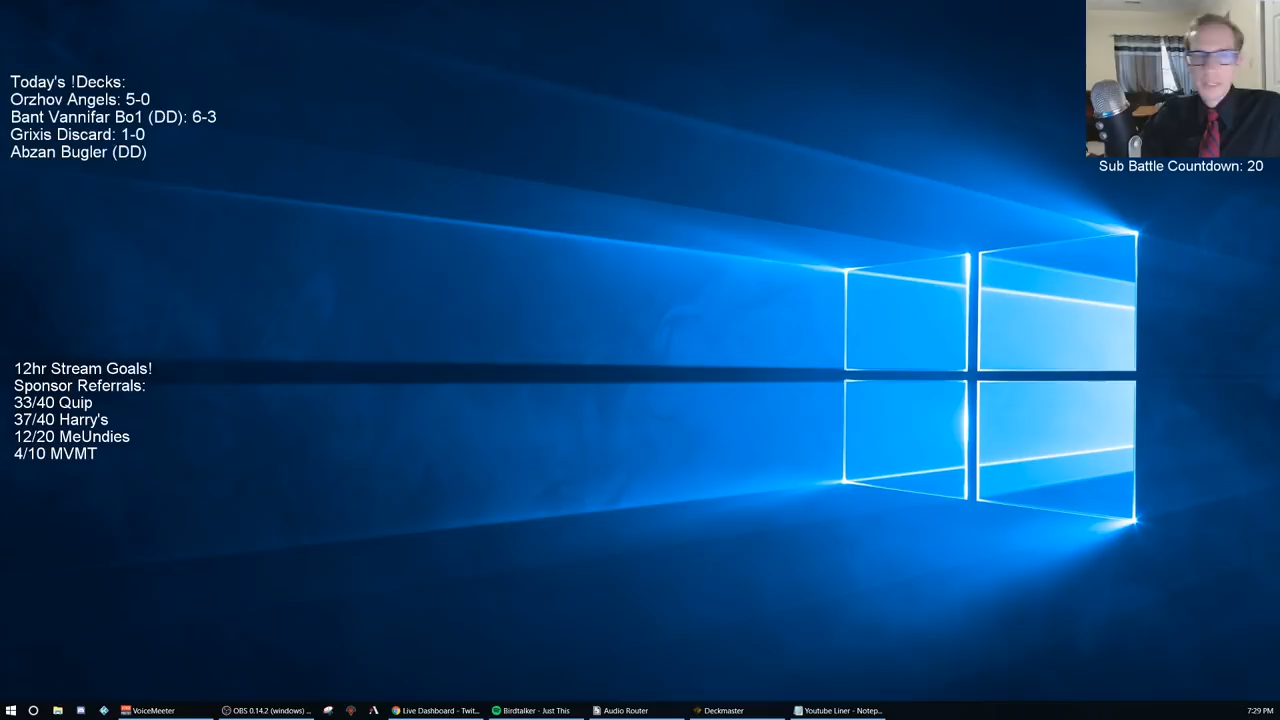 Today's !Decks:
Orzhov Angels: 5-0
Bant Vannifar Bo1 (DD): 6-3
Grixis Discard: 1-0
Abzan Bugler (DD)
Sub Battle Countdown: 20
12hr Stream Goals!
Sponsor Referrals:
33/40 Quip
37/40 Harry's
12/20 MeUndies
4/10 MVMT
VoiceMeeter
OBS 0.14.2 (windows) ...
Live Dashboard - Twit...
Birdtalker - Just This
Audio Router
Deckmaster
Youtube Liner - Notep...
7:29 PM